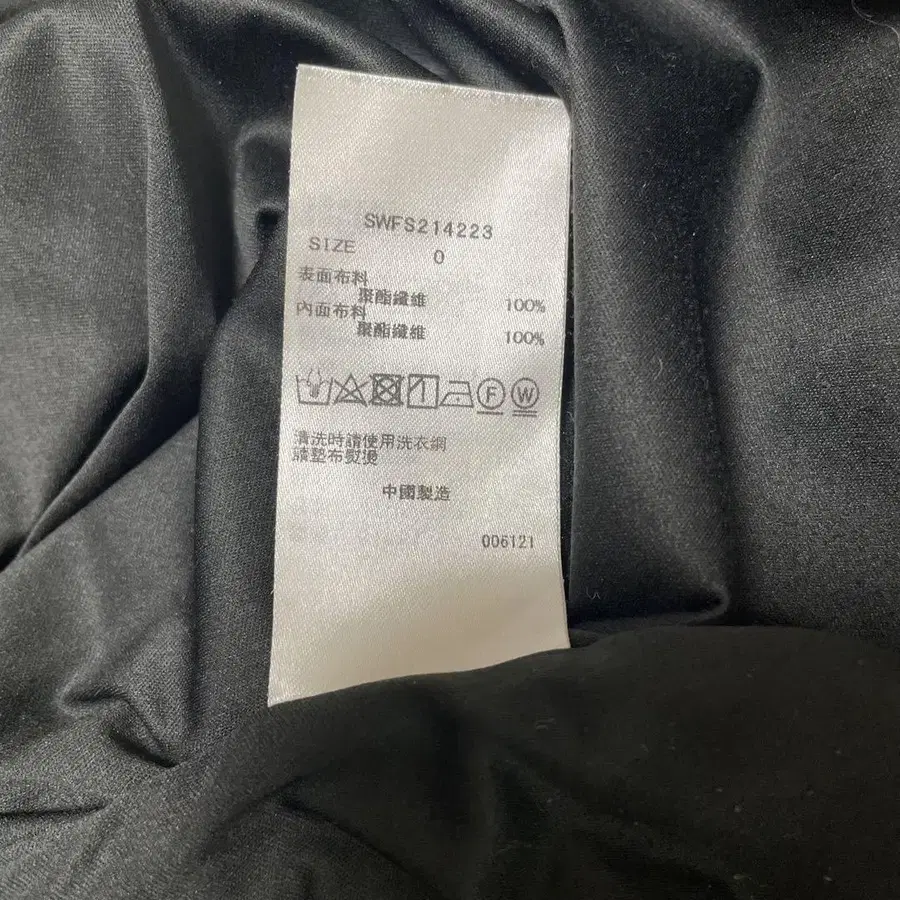 SWFS214223
SIZE 0
表面布料
聚酯纖維 100%
內面布料
聚酯纖維 100%
F W
清洗時請使用洗衣網
請墊布熨燙
中國製造
006121